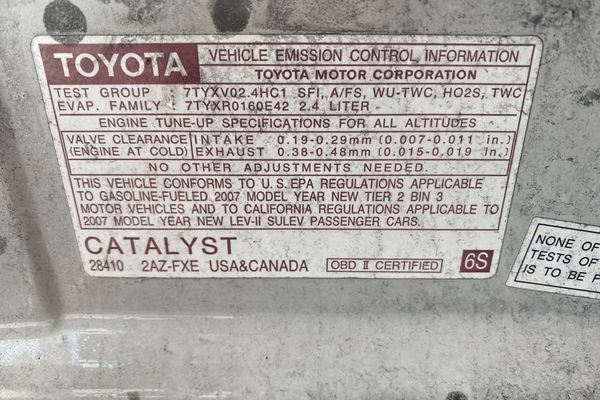 TOYOTA VEHICLE EMISSION CONTROL INFORMATION
TOYOTA MOTOR CORPORATION
TEST GROUP : 7TYXV02.4HC1 SFI, A/FS, WU-TWC, HO2S, TWC
EVAP. FAMILY : 7TYXR0160E42 2.4 LITER
ENGINE TUNE-UP SPECIFICATIONS FOR ALL ALTITUDES
VALVE CLEARANCE INTAKE 0.19-0.29mm (0.007-0.011 in.)
(ENGINE AT COLD) EXHAUST 0.38-0.48mm (0.015-0.019 in.)
NO OTHER ADJUSTMENTS NEEDED.
THIS VEHICLE CONFORMS TO U.S. EPA REGULATIONS APPLICABLE
TO GASOLINE-FUELED 2007 MODEL YEAR NEW TIER 2 BIN 3
MOTOR VEHICLES AND TO CALIFORNIA REGULATIONS APPLICABLE TO
2007 MODEL YEAR NEW LEV-II SULEV PASSENGER CARS.
CATALYST
28410 2AZ-FXE USA&CANADA OBD II CERTIFIED 6S
NONE OF
TESTS OF
IS TO BE